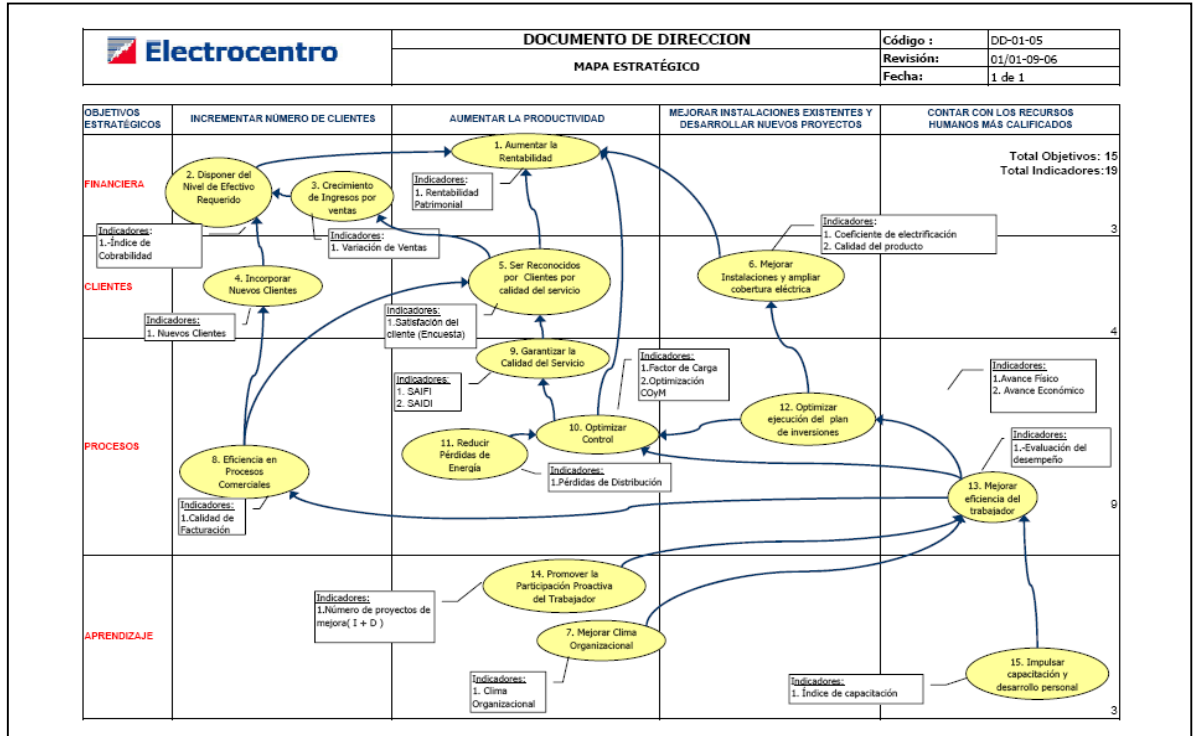 Electrocentro
DOCUMENTO DE DIRECCION
MAPA ESTRATÉGICO
Código :
DD-01-05
Revisión:
01/01-09-06
Fecha:
1 de 1
OBJETIVOS
ESTRATÉGICOS
INCREMENTAR NÚMERO DE CLIENTES
AUMENTAR LA PRODUCTIVIDAD
MEJORAR INSTALACIONES EXISTENTES Y
DESARROLLAR NUEVOS PROYECTOS
CONTAR CON LOS RECURSOS
HUMANOS MÁS CALIFICADOS
FINANCIERA
2. Disponer del
Nivel de Efectivo
Requerido
3. Crecimiento
de Ingresos por
ventas
1. Aumentar la
Rentabilidad
Indicadores:
1. Rentabilidad
Patrimonial
Total Objetivos: 15
Total Indicadores:19
Indicadores:
1.-Índice de
Cobrabilidad
Indicadores:
1. Variación de Ventas
Indicadores:
1. Coeficiente de electrificación
2. Calidad del producto
3
CLIENTES
4. Incorporar
Nuevos Clientes
5. Ser Reconocidos
por Clientes por
calidad del servicio
6. Mejorar
Instalaciones y ampliar
cobertura eléctrica
Indicadores:
1. Nuevos Clientes
Indicadores:
1.Satisfación del
cliente (Encuesta)
4
PROCESOS
9. Garantizar la
Calidad del Servicio
Indicadores:
1. SAIFI
2. SAIDI
Indicadores:
1.Factor de Carga
2.Optimización
COyM
Indicadores:
1.Avance Físico
2. Avance Económico
10. Optimizar
Control
12. Optimizar
ejecución del plan
de inversiones
11. Reducir
Pérdidas de
Energía
Indicadores:
1.Pérdidas de Distribución
Indicadores:
1.-Evaluación del
desempeño
8. Eficiencia en
Procesos
Comerciales
Indicadores:
1.Calidad de
Facturación
13. Mejorar
eficiencia del
trabajador
9
APRENDIZAJE
14. Promover la
Participación Proactiva
del Trabajador
Indicadores:
1.Número de proyectos de
mejora( I + D )
7. Mejorar Clima
Organizacional
Indicadores:
1. Clima
Organizacional
15. Impulsar
capacitación y
desarrollo personal
Indicadores:
1. Índice de capacitación
3